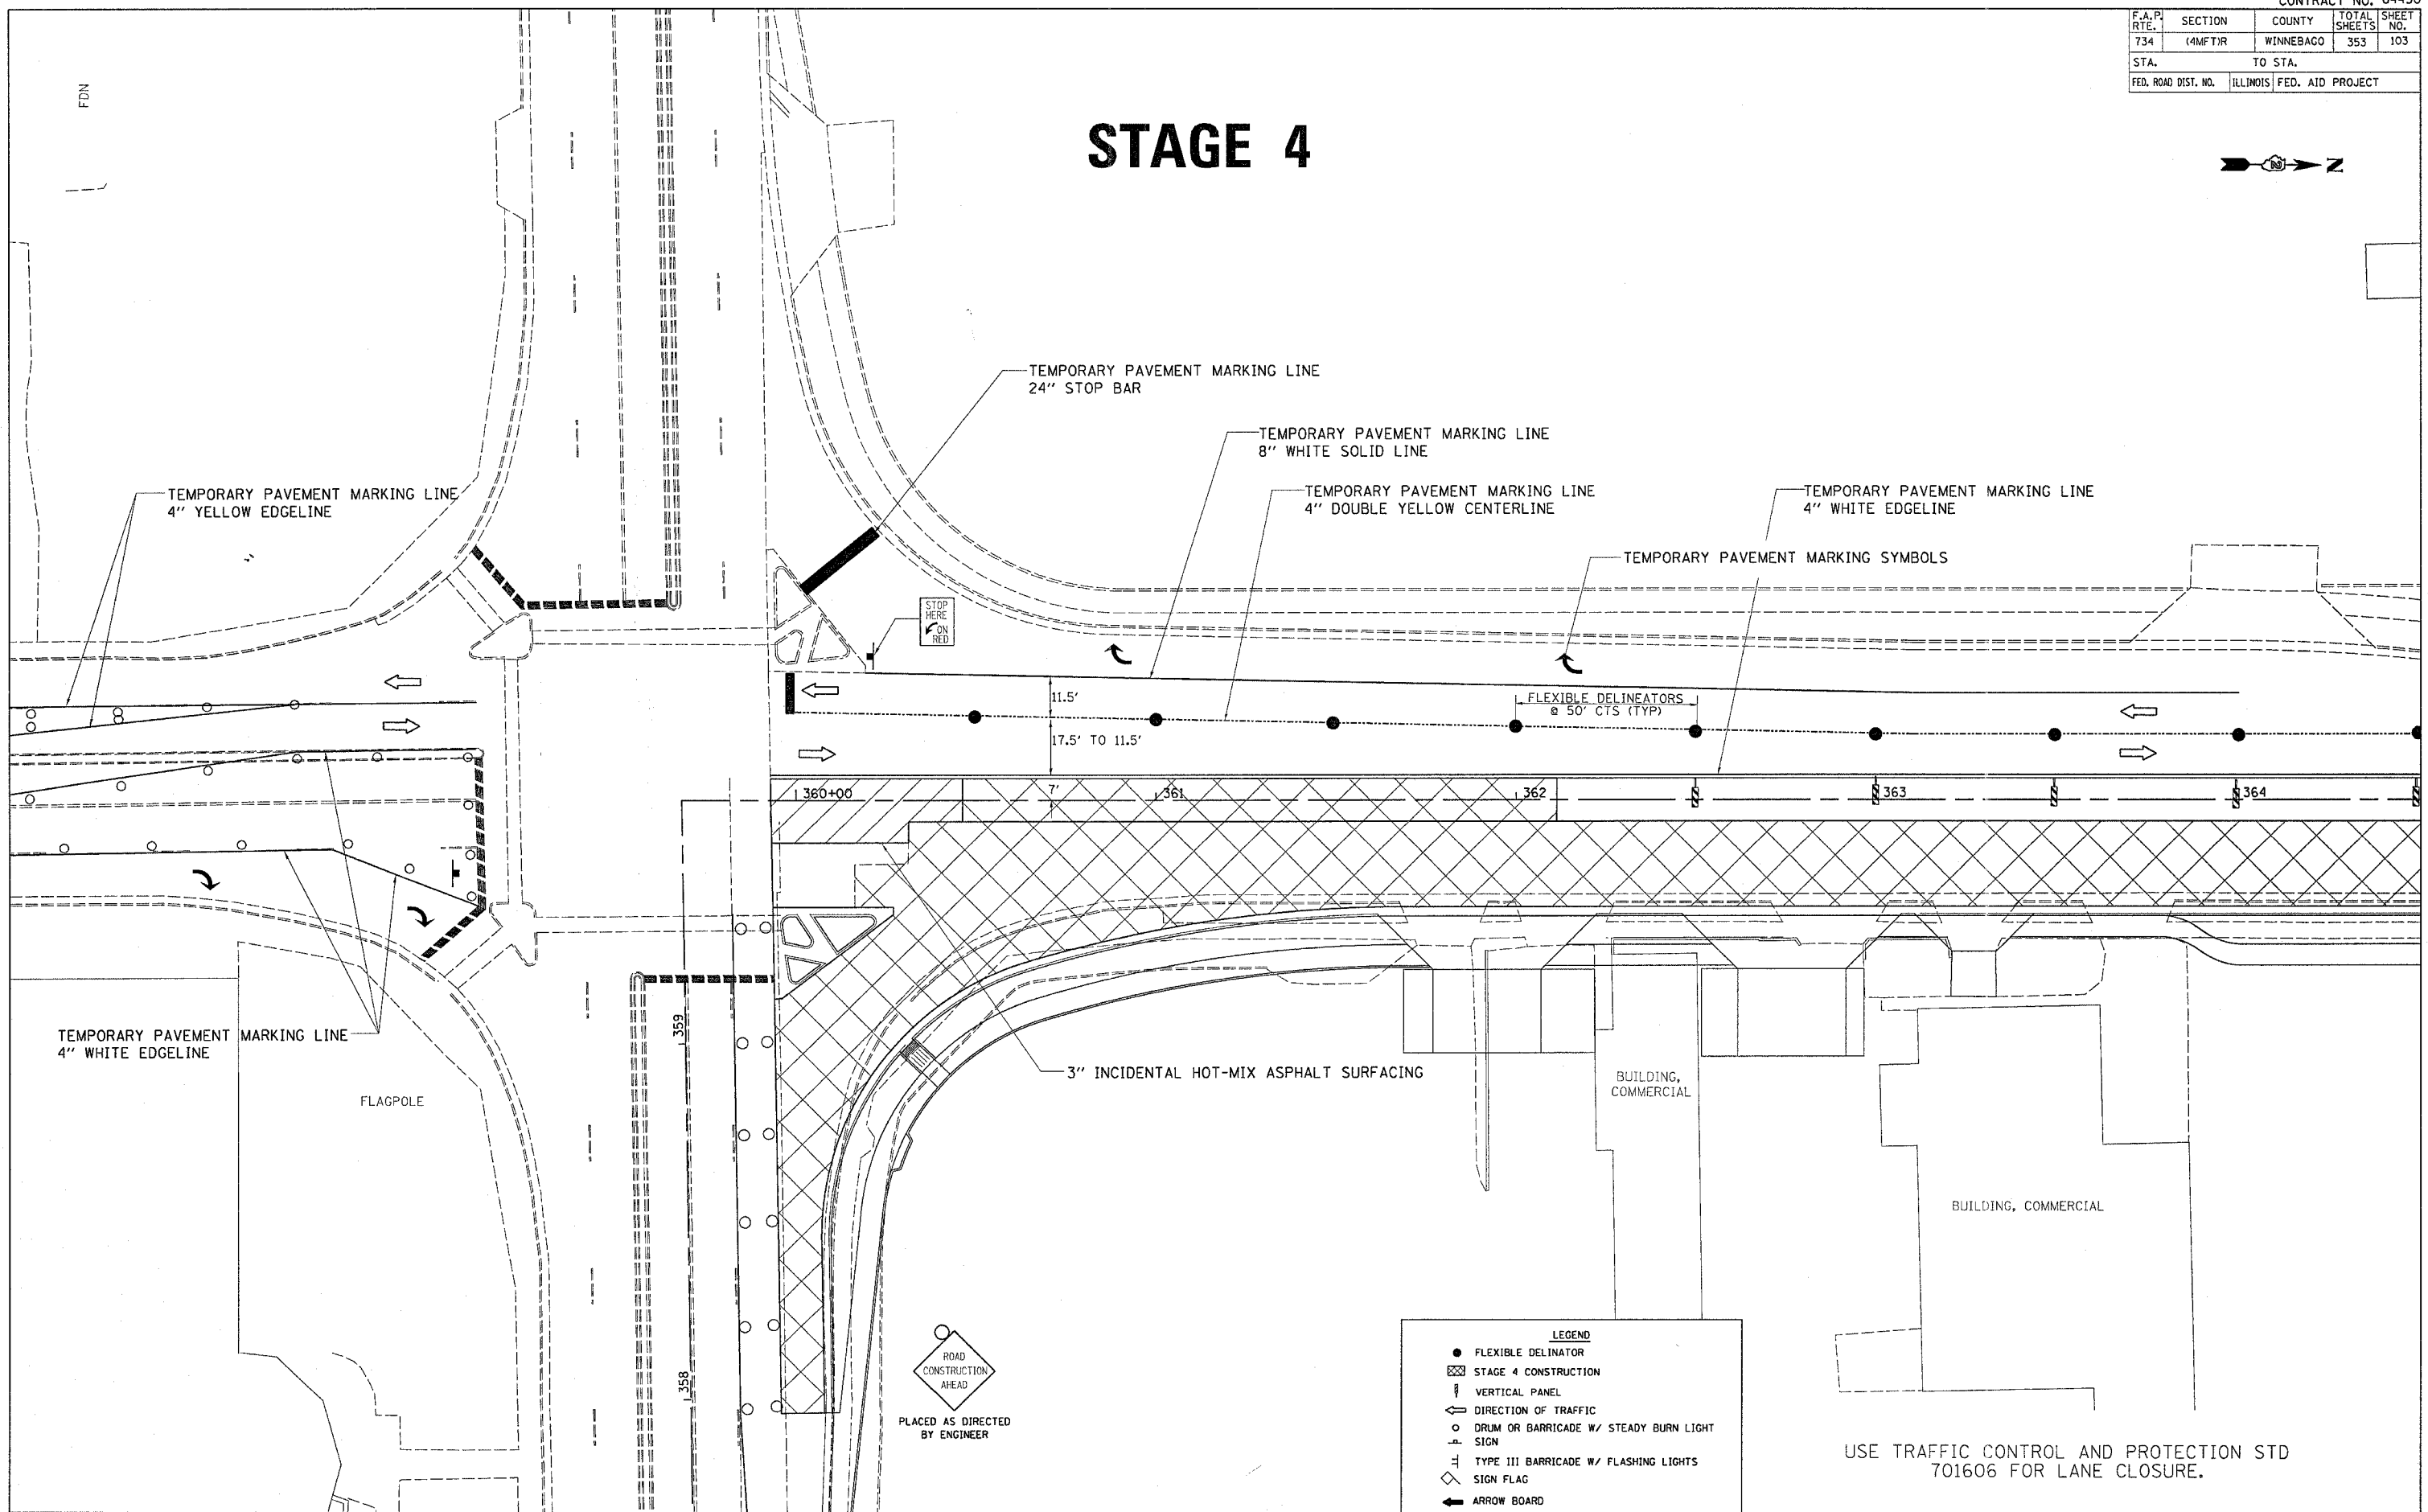 CONTRACT NO.
F.A.P. RTE. SECTION COUNTY TOTAL SHEETS SHEET NO.
734 (4MFT)R WINNEBAGO 353 103
STA. TO STA.
FED. ROAD DIST. NO. ILLINOIS FED. AID PROJECT
FDN
STAGE 4
N
TEMPORARY PAVEMENT MARKING LINE
24" STOP BAR
TEMPORARY PAVEMENT MARKING LINE
8" WHITE SOLID LINE
TEMPORARY PAVEMENT MARKING LINE
4" YELLOW EDGELINE
TEMPORARY PAVEMENT MARKING LINE
4" DOUBLE YELLOW CENTERLINE
TEMPORARY PAVEMENT MARKING LINE
4" WHITE EDGELINE
TEMPORARY PAVEMENT MARKING SYMBOLS
STOP
HERE
ON
RED
11.5'
FLEXIBLE DELINEATORS
@ 50' CTS (TYP)
17.5' TO 11.5'
360+00
7'
361
362
363
364
TEMPORARY PAVEMENT MARKING LINE
4" WHITE EDGELINE
359
3" INCIDENTAL HOT-MIX ASPHALT SURFACING
FLAGPOLE
BUILDING,
COMMERCIAL
BUILDING, COMMERCIAL
358
ROAD
CONSTRUCTION
AHEAD
PLACED AS DIRECTED
BY ENGINEER
LEGEND
FLEXIBLE DELINATOR
STAGE 4 CONSTRUCTION
VERTICAL PANEL
DIRECTION OF TRAFFIC
DRUM OR BARRICADE W/ STEADY BURN LIGHT
SIGN
TYPE III BARRICADE W/ FLASHING LIGHTS
SIGN FLAG
ARROW BOARD
USE TRAFFIC CONTROL AND PROTECTION STD
701606 FOR LANE CLOSURE.